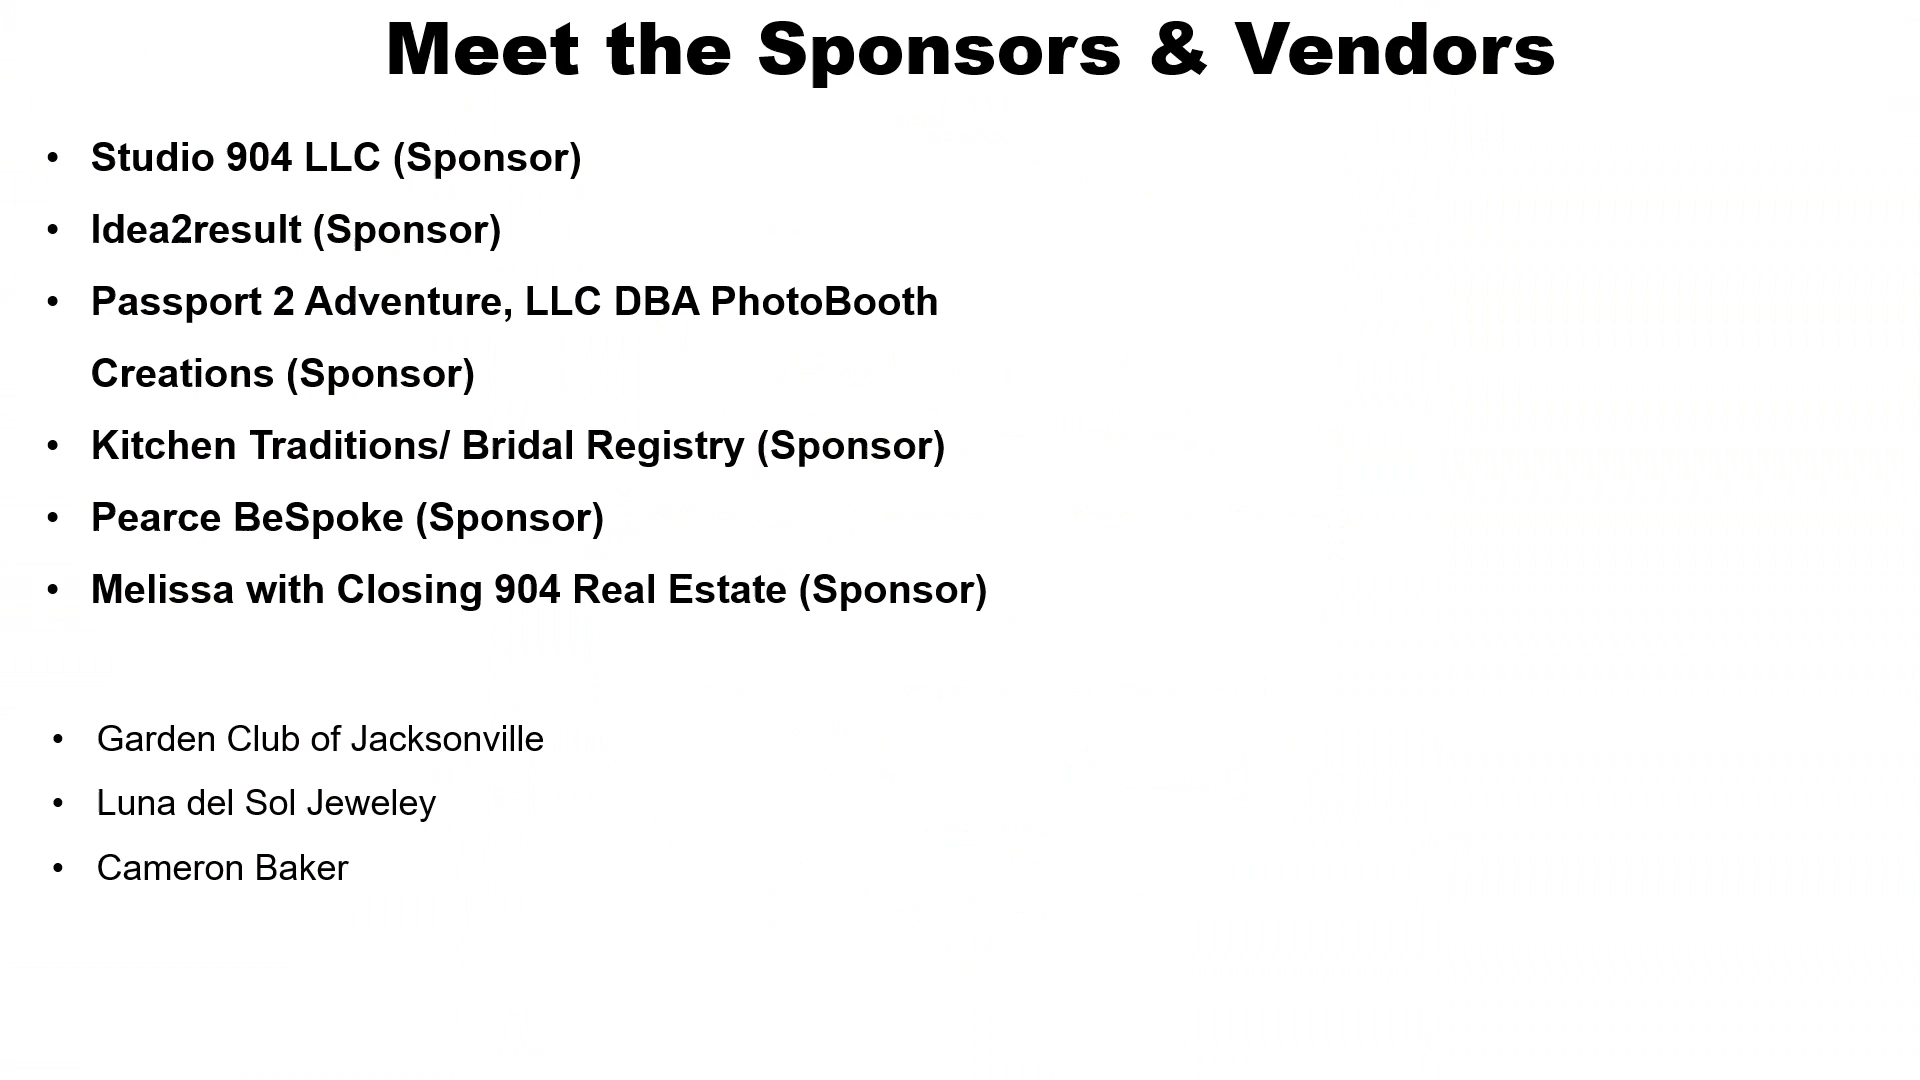 Meet the Sponsors & Vendors
• Studio 904 LLC (Sponsor)
• Idea2result (Sponsor)
• Passport 2 Adventure, LLC DBA PhotoBooth
Creations (Sponsor)
• Kitchen Traditions/ Bridal Registry (Sponsor)
• Pearce BeSpoke (Sponsor)
• Melissa with Closing 904 Real Estate (Sponsor)
• Garden Club of Jacksonville
• Luna del Sol Jeweley
• Cameron Baker